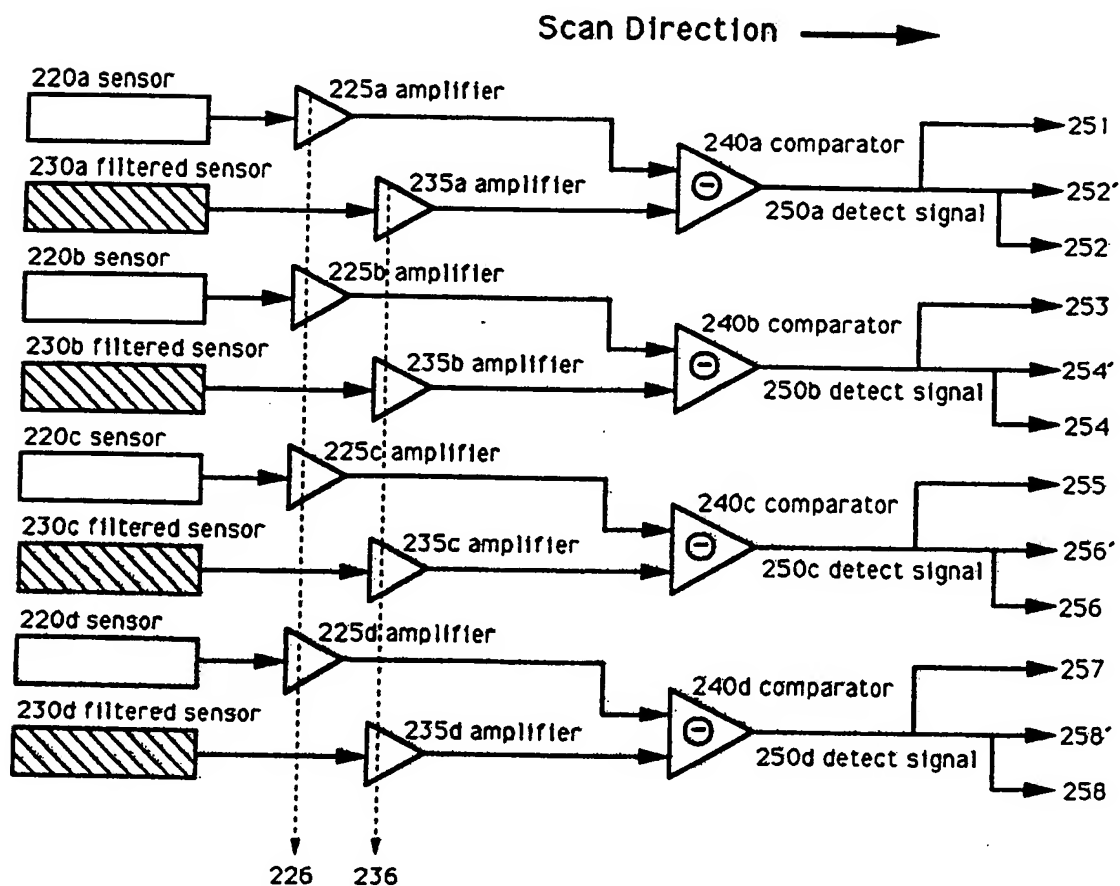 Scan Direction
220a sensor
225a amplifier
251
240a comparator
230a filtered sensor
235a amplifier
252'
250a detect signal
252
220b sensor
225b amplifier
253
240b comparator
230b filtered sensor
235b amplifier
254'
250b detect signal
254
220c sensor
225c amplifier
255
240c comparator
230c filtered sensor
235c amplifier
256'
250c detect signal
256
220d sensor
225d amplifier
257
240d comparator
230d filtered sensor
235d amplifier
258'
250d detect signal
258
226
236